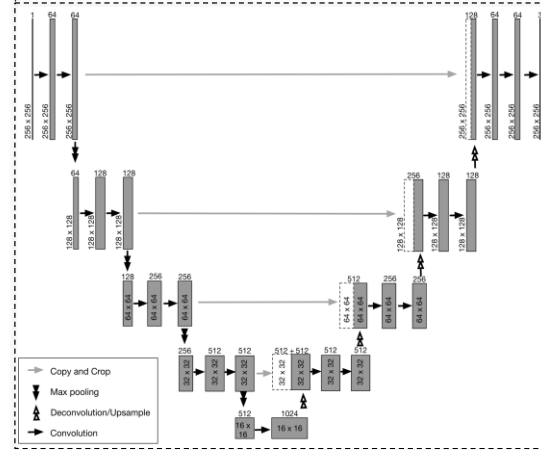 1 64 64 128 64 64 3
256 x 256 256 x 256 256 x 256 256 x 256 256 x 256 256 x 256 256 x 256
64 128 128 256 128 128
128 x 128 128 x 128 128 x 128 128 x 128 128 x 128 128 x 128
128 256 256 512 256 256
64 x 64 64 x 64 64 x 64 64 x 64 64 x 64 64 x 64 64 x 64
256 512 512 512 + 512 512 512
32 x 32 32 x 32 32 x 32 32 x 32 32 x 32 32 x 32 32 x 32
512 1024
16 x 16 16 x 16
Copy and Crop
Max pooling
Deconvolution/Upsample
Convolution